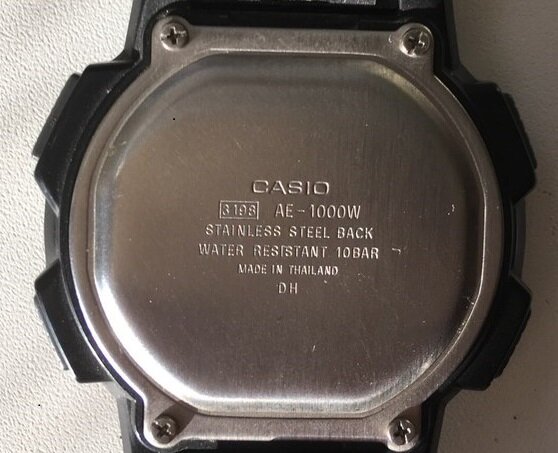 CASIO
3198 AE-1000W
STAINLESS STEEL BACK
WATER RESISTANT 10BAR
MADE IN THAILAND
DH